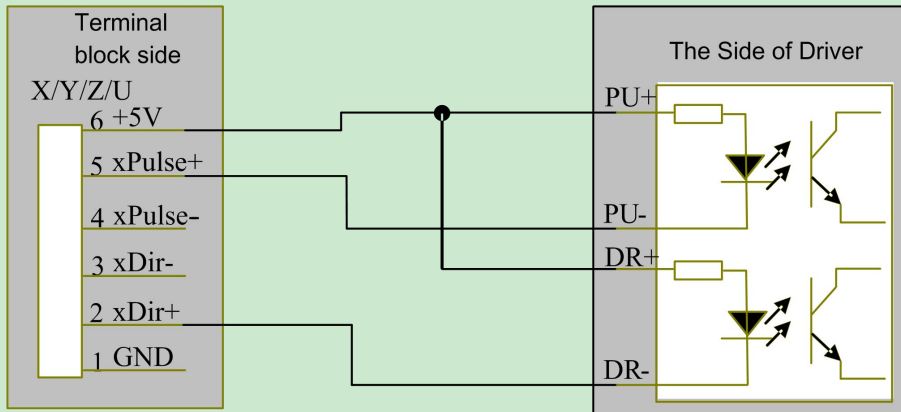 Terminal
block side
X/Y/Z/U
6 +5V
5 xPulse+
4 xPulse-
3 xDir-
2 xDir+
1 GND
The Side of Driver
PU+
PU-
DR+
DR-